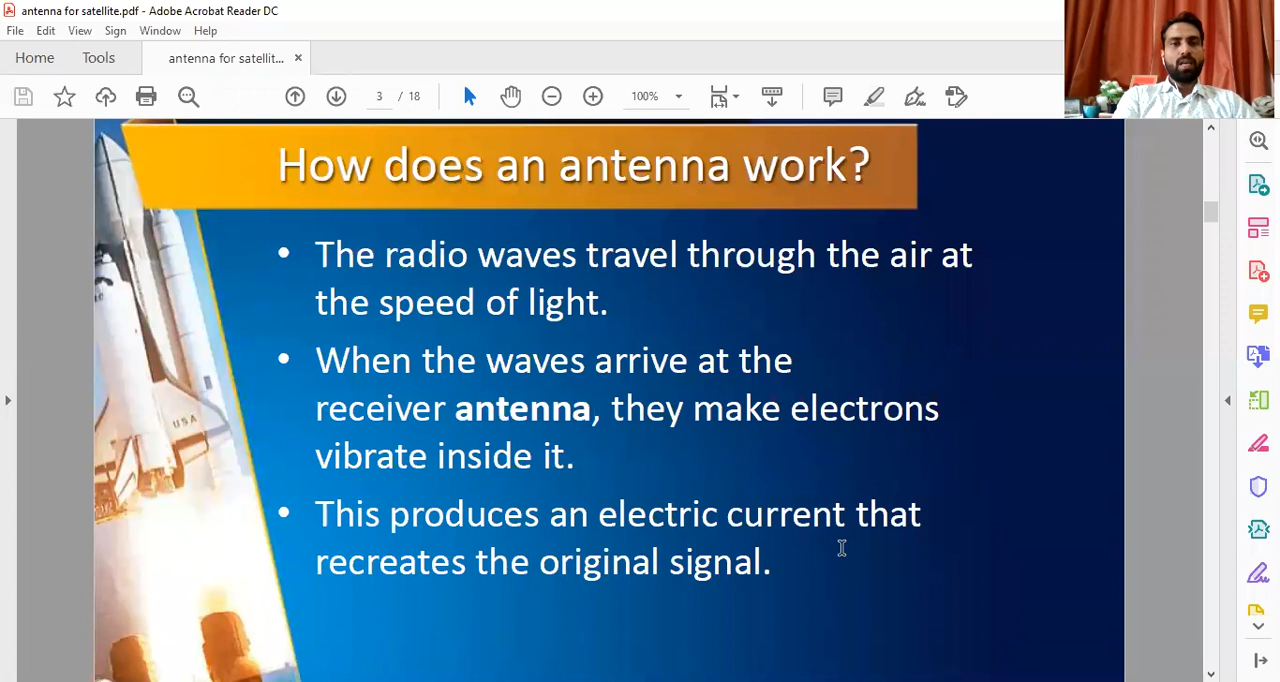 antenna for satellite.pdf - Adobe Acrobat Reader DC
File Edit View Sign Window Help
Home Tools antenna for satellit... ×
3 / 18 100%
How does an antenna work?
• The radio waves travel through the air at
the speed of light.
• When the waves arrive at the
receiver antenna, they make electrons
vibrate inside it.
• This produces an electric current that
recreates the original signal.
USA